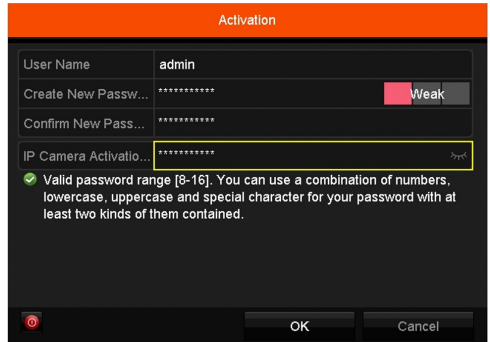 Activation
User Name admin
Create New Passw... *********** Weak
Confirm New Pass... ***********
IP Camera Activatio... ***********
Valid password range [8-16]. You can use a combination of numbers,
lowercase, uppercase and special character for your password with at
least two kinds of them contained.
OK Cancel